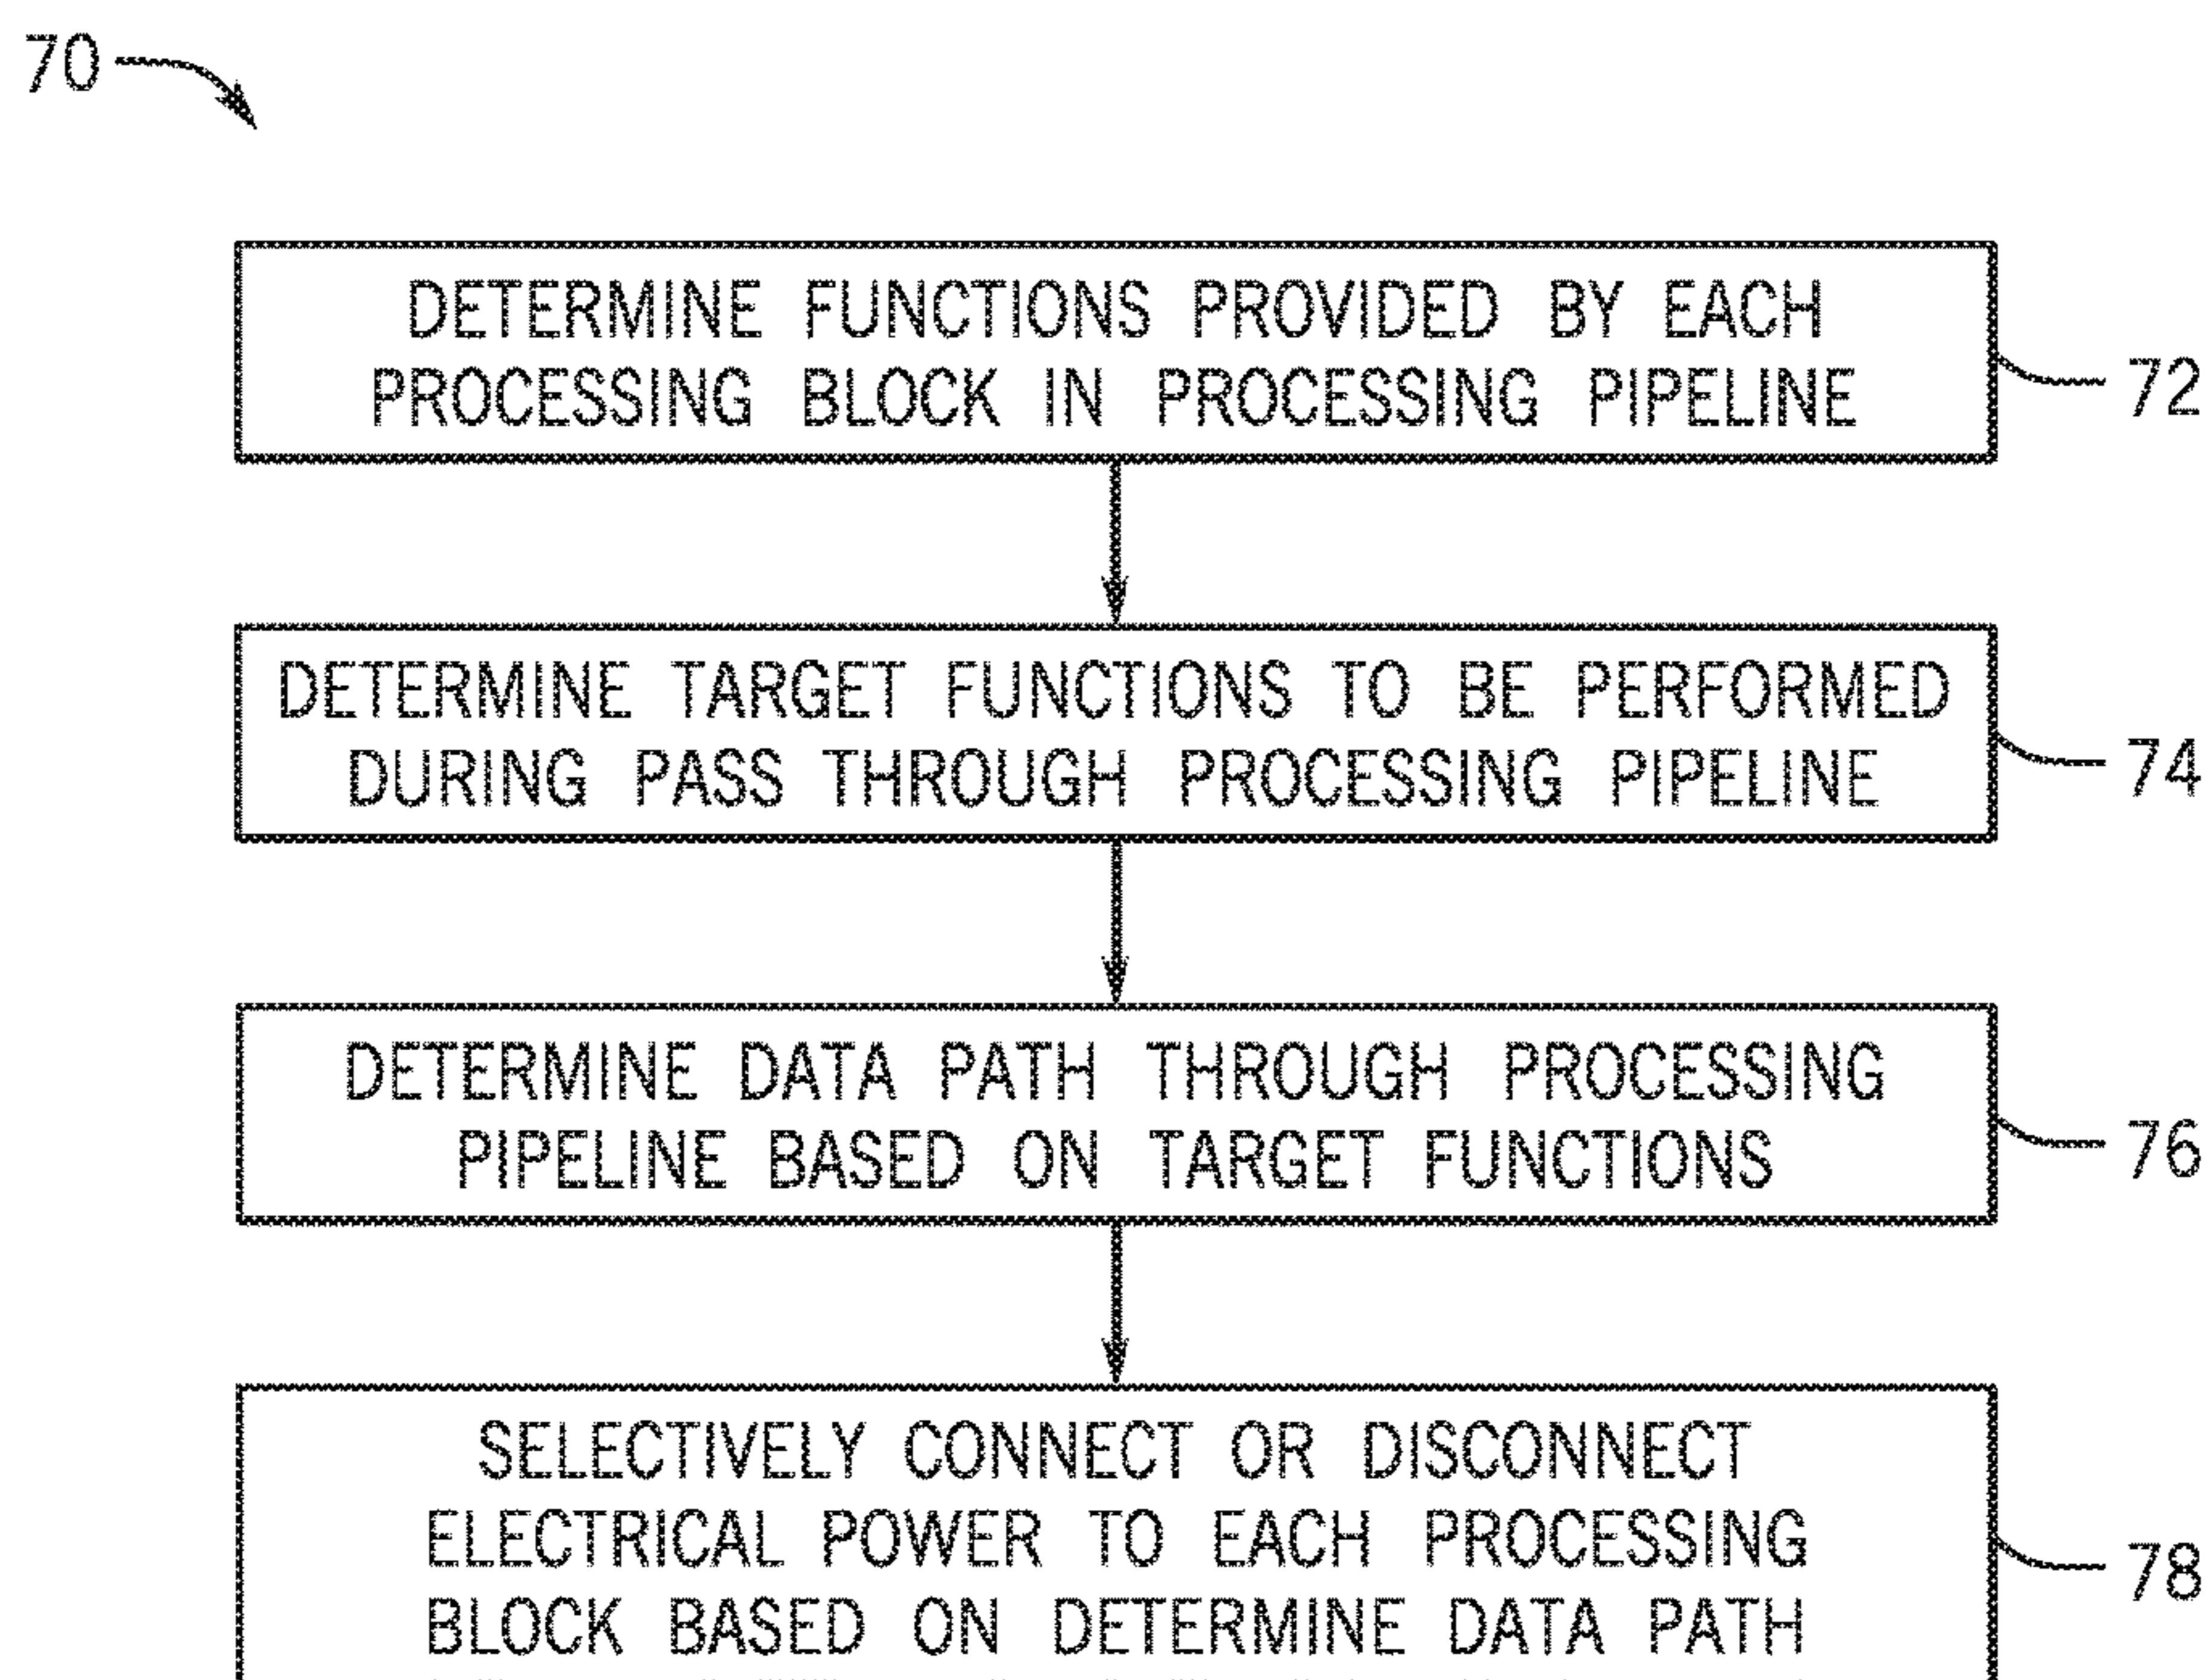 70
DETERMINE FUNCTIONS PROVIDED BY EACH
PROCESSING BLOCK IN PROCESSING PIPELINE
72
DETERMINE TARGET FUNCTIONS TO BE PERFORMED
DURING PASS THROUGH PROCESSING PIPELINE
74
DETERMINE DATA PATH THROUGH PROCESSING
PIPELINE BASED ON TARGET FUNCTIONS
76
SELECTIVELY CONNECT OR DISCONNECT
ELECTRICAL POWER TO EACH PROCESSING
BLOCK BASED ON DETERMINE DATA PATH
78